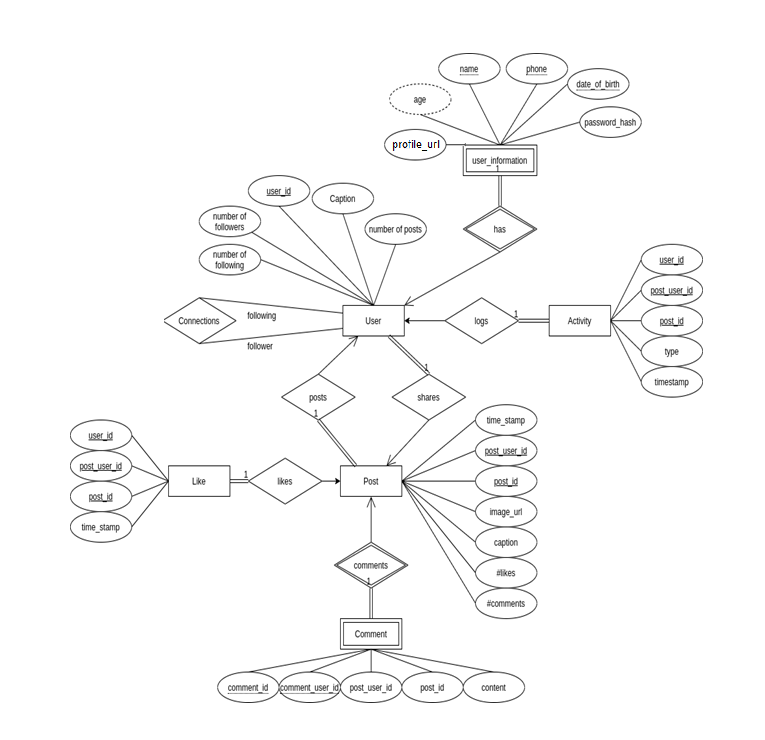 name
phone
date_of_birth
age
password_hash
profile_url
user_information
1
user_id
Caption
number of
followers
number of posts
has
number of
following
user_id
post_user_id
Connections
following
User
logs
1
Activity
post_id
follower
type
1
timestamp
posts
shares
1
time_stamp
user_id
post_user_id
post_user_id
1
Like
likes
Post
post_id
post_id
image_url
time_stamp
caption
comments
#likes
1
#comments
Comment
comment_id
comment_user_id
post_user_id
post_id
content